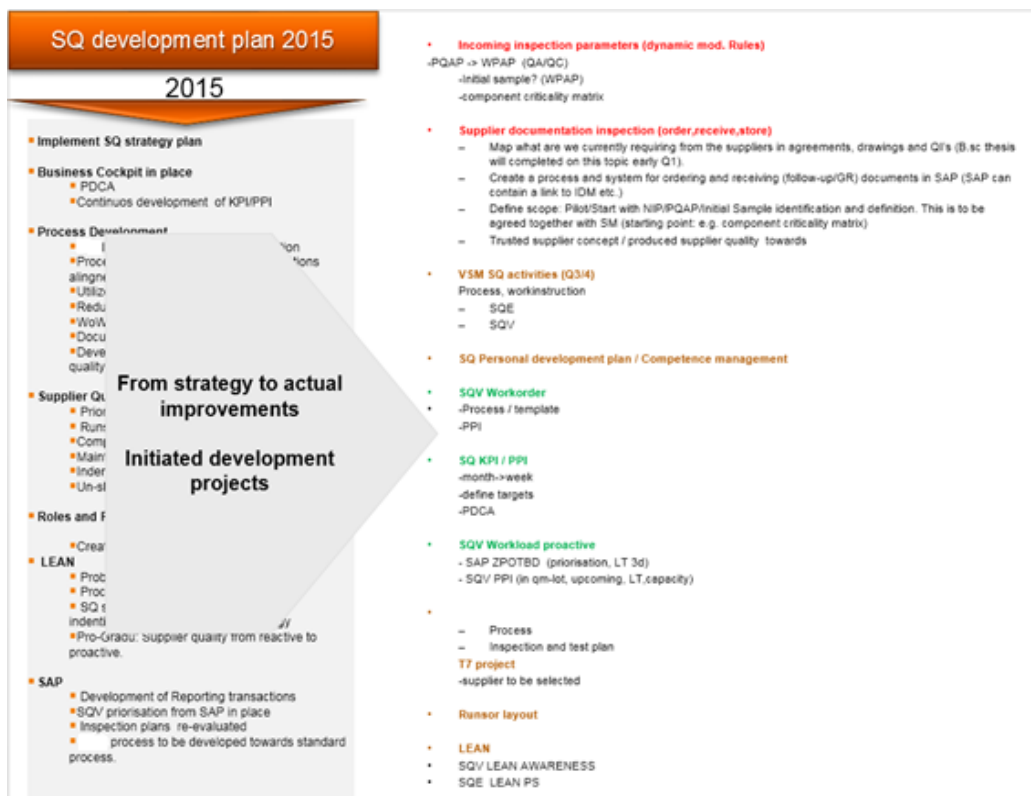 SQ development plan 2015
2015
Implement SQ strategy plan
Business Cockpit in place
PDCA
Continuos development of KPI/PPI
Process Development
alingne
quality
Supplier Qu
Roles and
LEAN
indenti
Pro-Gradu: Supplier quality from reactive to
proactive.
SAP
Development of Reporting transactions
SQV priorisation from SAP in place
Inspection plans re-evaluated
process to be developed towards standard
process.
From strategy to actual
improvements
Initiated development
projects
Incoming inspection parameters (dynamic mod. Rules)
-PQAP -> WPAP (QA/QC)
-Initial sample? (WPAP)
-component criticality matrix
Supplier documentation inspection (order,receive,store)
– Map what are we currently requiring from the suppliers in agreements, drawings and QI's (B.sc thesis
will completed on this topic early Q1).
– Create a process and system for ordering and receiving (follow-up/GR) documents in SAP (SAP can
contain a link to IDM etc.)
– Define scope: Pilot/Start with NIP/PQAP/Initial Sample identification and definition. This is to be
agreed together with SM (starting point: e.g. component criticality matrix)
– Trusted supplier concept / produced supplier quality towards
VSM SQ activities (Q3/4)
Process, workinstruction
– SQE
– SQV
SQ Personal development plan / Competence management
SQV Workorder
-Process / template
-PPI
SQ KPI / PPI
-month->week
-define targets
-PDCA
SQV Workload proactive
- SAP ZPOTBD (priorisation, LT 3d)
- SQV PPI (in qm-lot, upcoming, LT,capacity)
– Process
– Inspection and test plan
T7 project
-supplier to be selected
Runsor layout
LEAN
SQV LEAN AWARENESS
SQE LEAN PS